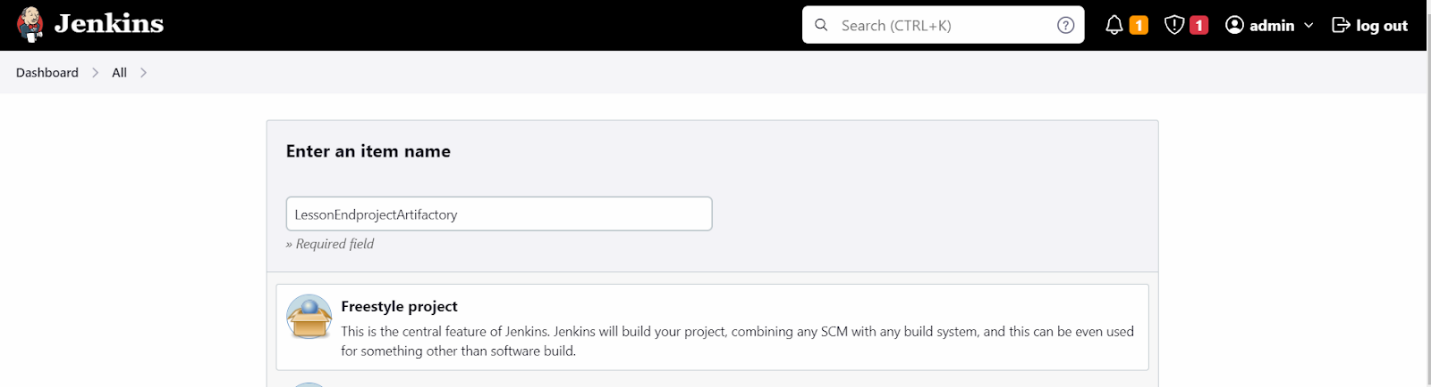 Jenkins
Search (CTRL+K)
?
1
1
admin
log out
Dashboard
All
Enter an item name
LessonEndprojectArtifactory
» Required field
Freestyle project
This is the central feature of Jenkins. Jenkins will build your project, combining any SCM with any build system, and this can be even used
for something other than software build.